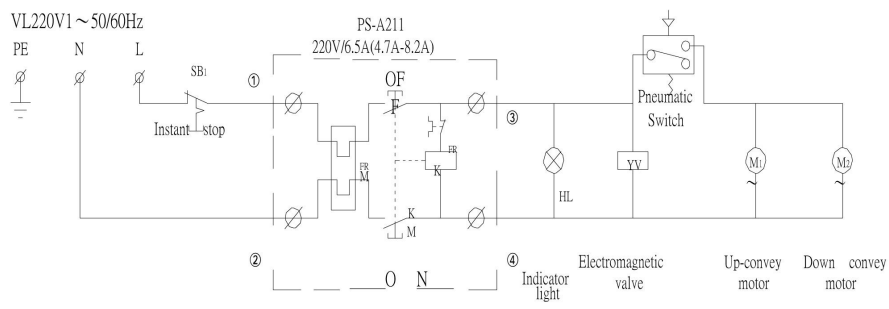 VL220V1～50/60Hz
PS-A211
PE N L
220V/6.5A(4.7A-8.2A)
SB1
①
OF
F
Instant stop
③
Pneumatic
Switch
FR
M
FR
K
YV
M1
M2
～ ～
HL
K
M
②
④
O N
Indicator
light
Electromagnetic
valve
Up-convey
motor
Down convey
motor